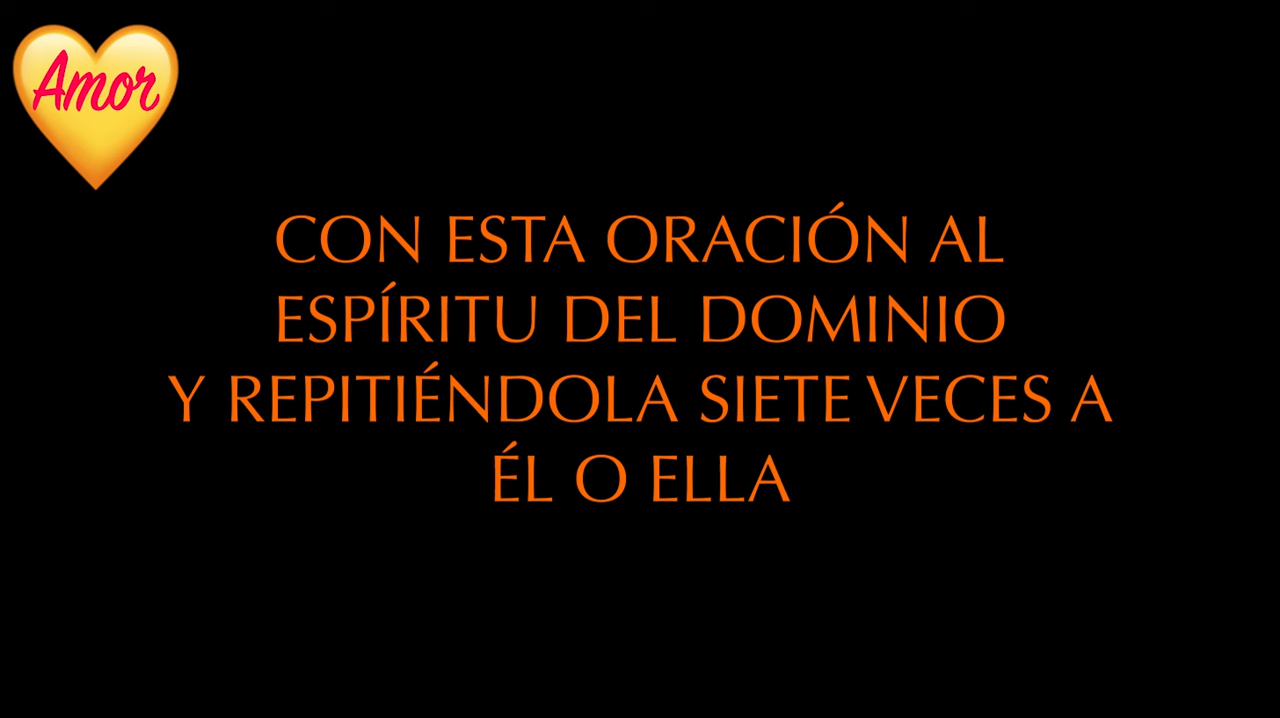 Amor
CON ESTA ORACIÓN AL
ESPÍRITU DEL DOMINIO
Y REPITIÉNDOLA SIETE VECES A
ÉL O ELLA